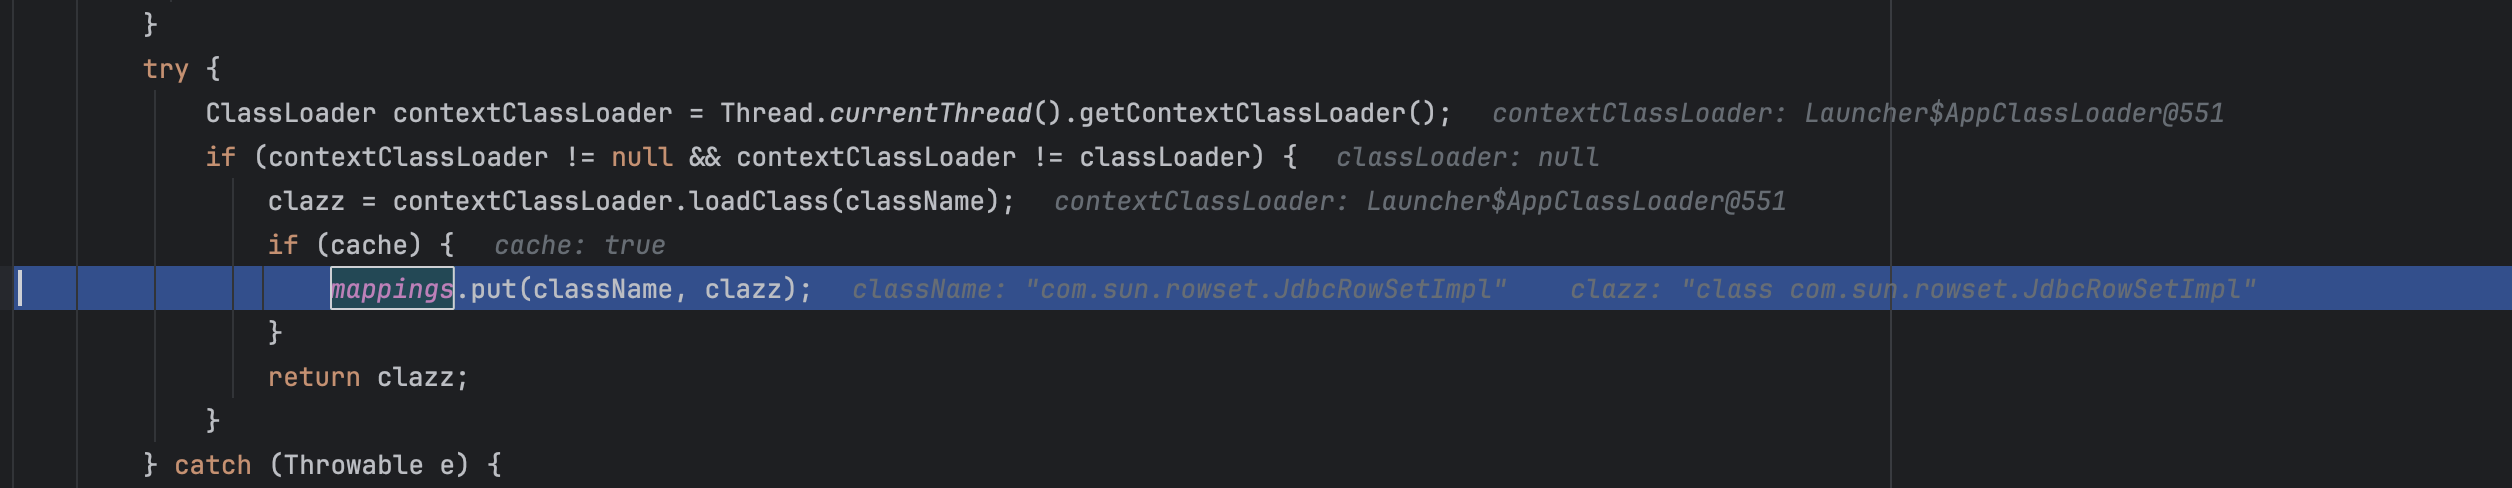 }
try {
ClassLoader contextClassLoader = Thread.currentThread().getContextClassLoader(); contextClassLoader: Launcher$AppClassLoader@551
if (contextClassLoader != null && contextClassLoader != classLoader) { classLoader: null
clazz = contextClassLoader.loadClass(className); contextClassLoader: Launcher$AppClassLoader@551
if (cache) { cache: true
mappings.put(className, clazz); className: "com.sun.rowset.JdbcRowSetImpl" clazz: "class com.sun.rowset.JdbcRowSetImpl"
}
return clazz;
}
} catch (Throwable e) {